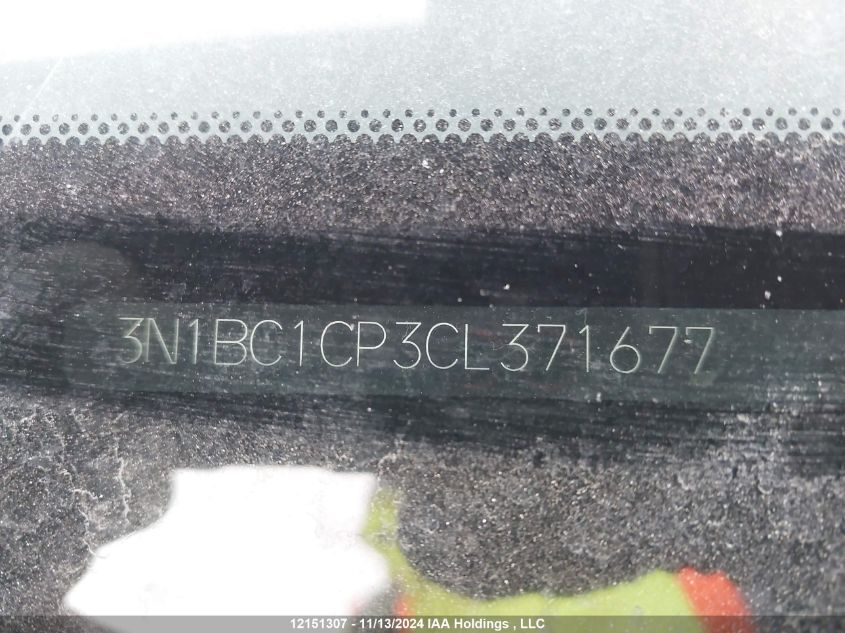 3N1BC1CP3CL371677
12151307 - 11/13/2024 IAA Holdings , LLC